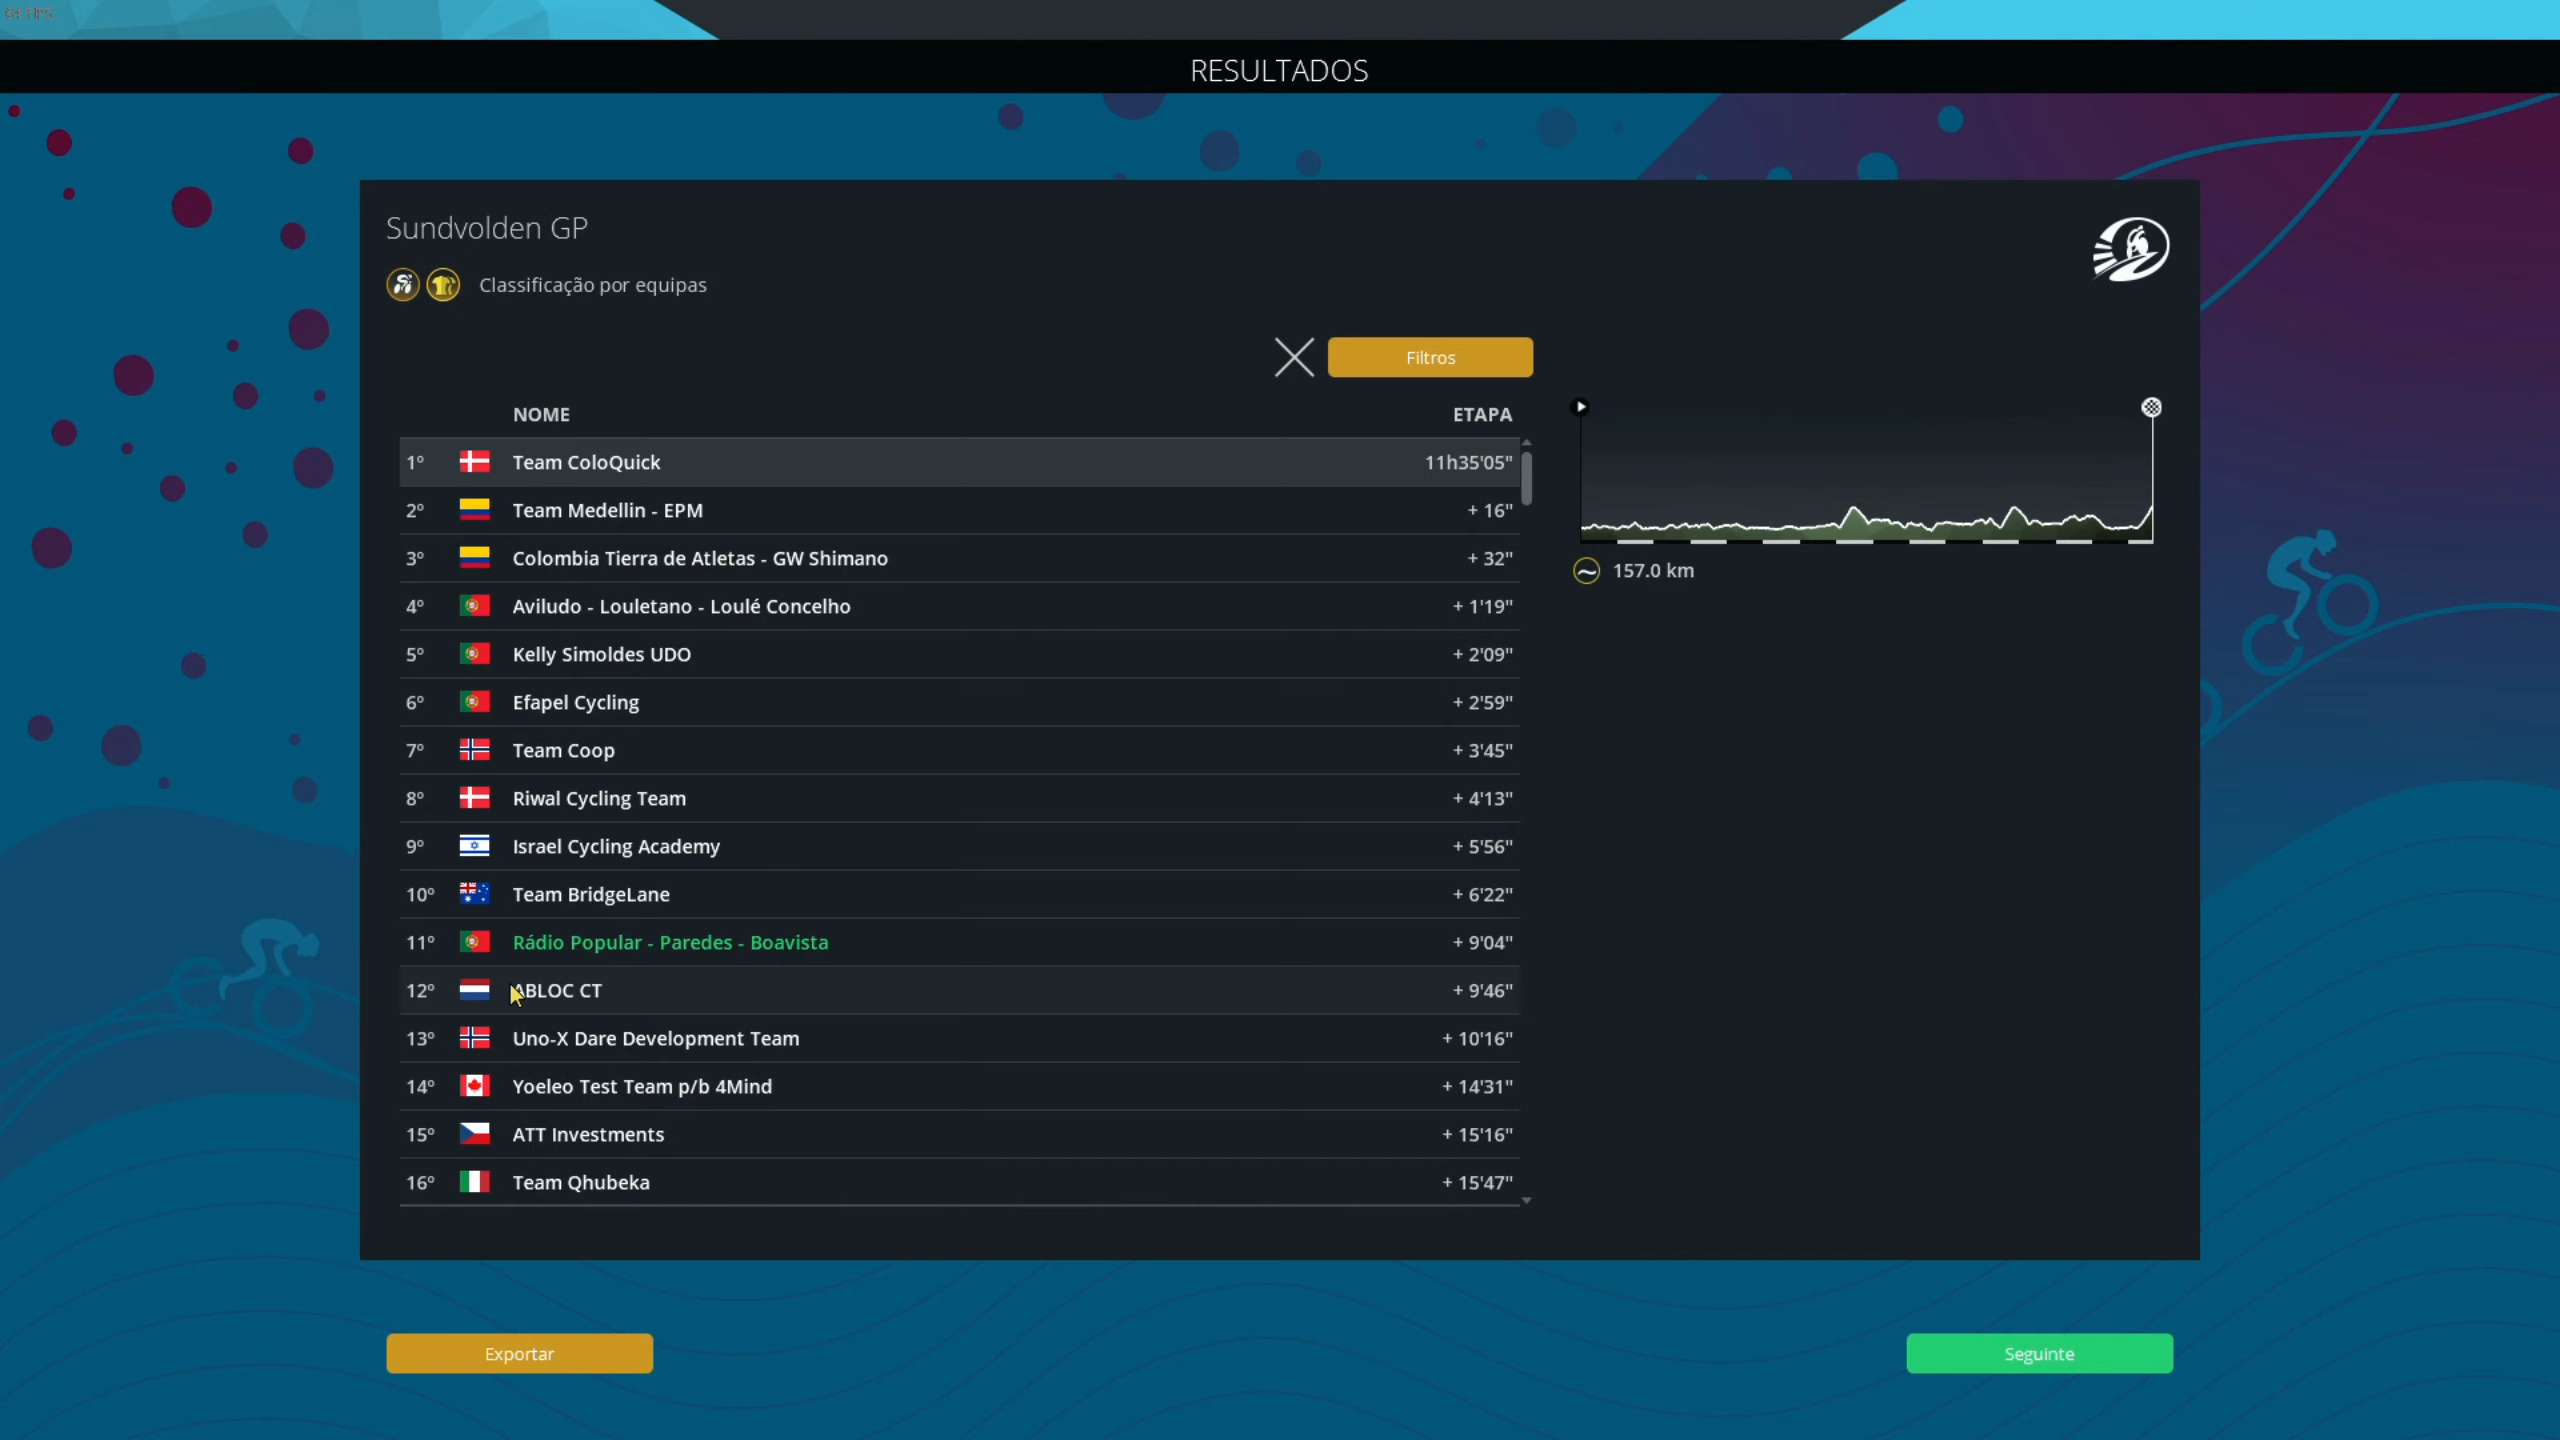 RESULTADOS
Sundvolden GP
Classificação por equipas
Filtros
NOME ETAPA
1º Team ColoQuick 11h35'05"
2º Team Medellin - EPM + 16"
3º Colombia Tierra de Atletas - GW Shimano + 32"
4º Aviludo - Louletano - Loulé Concelho + 1'19"
5º Kelly Simoldes UDO + 2'09"
6º Efapel Cycling + 2'59"
7º Team Coop + 3'45"
8º Riwal Cycling Team + 4'13"
9º Israel Cycling Academy + 5'56"
10º Team BridgeLane + 6'22"
11º Rádio Popular - Paredes - Boavista + 9'04"
12º ABLOC CT + 9'46"
13º Uno-X Dare Development Team + 10'16"
14º Yoeleo Test Team p/b 4Mind + 14'31"
15º ATT Investments + 15'16"
16º Team Qhubeka + 15'47"
157.0 km
Exportar
Seguinte